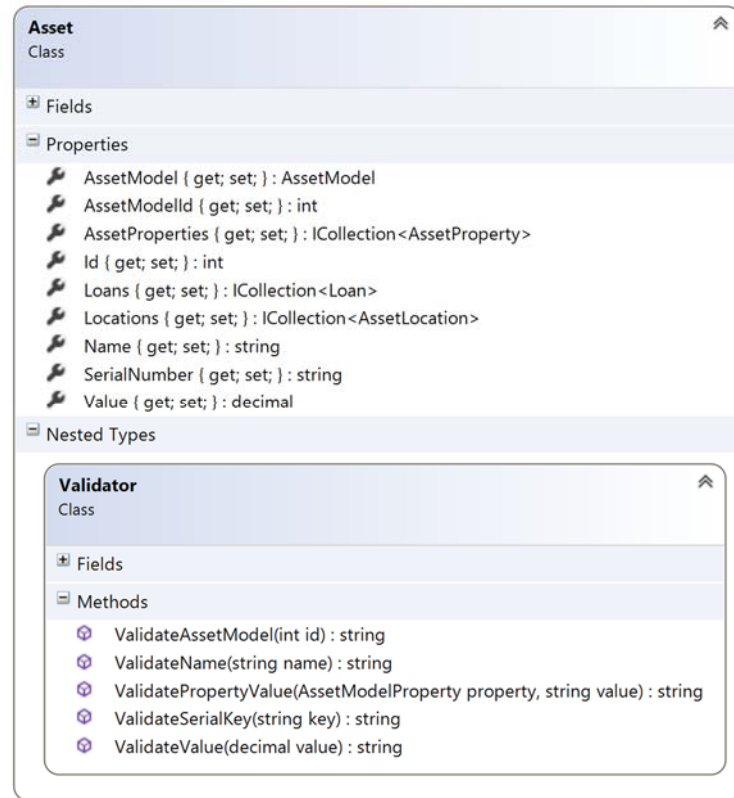 Asset
Class
Fields
Properties
AssetModel { get; set; } : AssetModel
AssetModelId { get; set; } : int
AssetProperties { get; set; } : ICollection<AssetProperty>
Id { get; set; } : int
Loans { get; set; } : ICollection<Loan>
Locations { get; set; } : ICollection<AssetLocation>
Name { get; set; } : string
SerialNumber { get; set; } : string
Value { get; set; } : decimal
Nested Types
Validator
Class
Fields
Methods
ValidateAssetModel(int id) : string
ValidateName(string name) : string
ValidatePropertyValue(AssetModelProperty property, string value) : string
ValidateSerialKey(string key) : string
ValidateValue(decimal value) : string